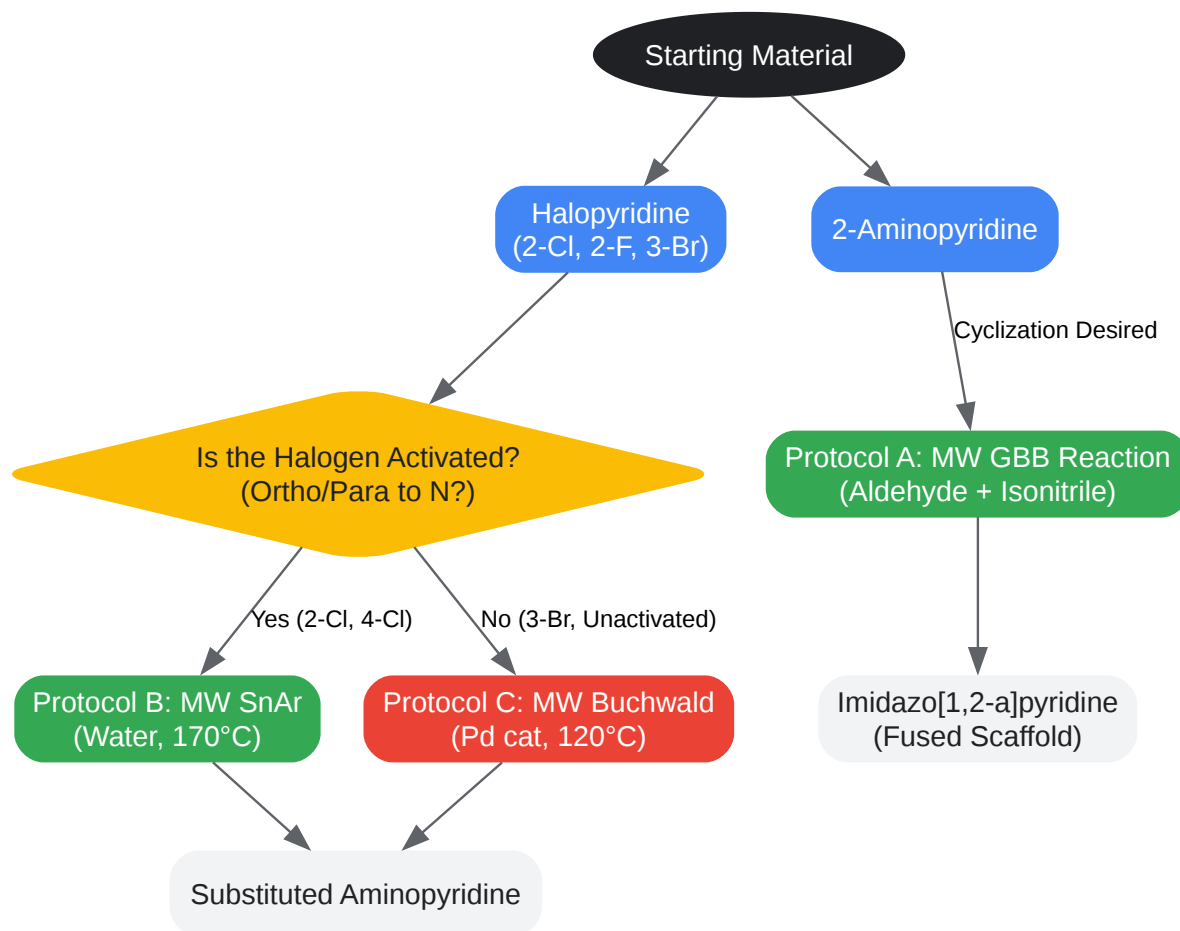 Starting Material
Halopyridine
(2-Cl, 2-F, 3-Br)
2-Aminopyridine
Cyclization Desired
Is the Halogen Activated?
(Ortho/Para to N?)
Protocol A: MW GBB Reaction
(Aldehyde + Isonitrile)
Yes (2-Cl, 4-Cl)
No (3-Br, Unactivated)
Protocol B: MW SnAr
(Water, 170°C)
Protocol C: MW Buchwald
(Pd cat, 120°C)
Imidazo[1,2-a]pyridine
(Fused Scaffold)
Substituted Aminopyridine